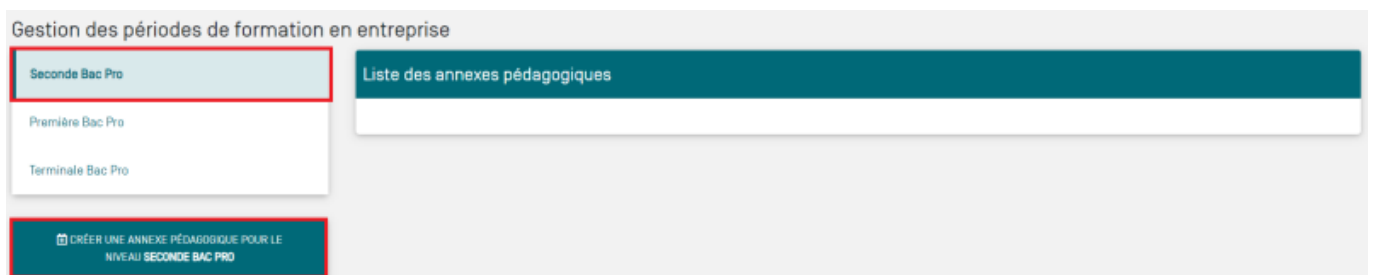 Gestion des périodes de formation en entreprise
Seconde Bac Pro
Liste des annexes pédagogiques
Première Bac Pro
Terminale Bac Pro
CRÉER UNE ANNEXE PÉDAGOGIQUE POUR LE
NIVEAU SECONDE BAC PRO